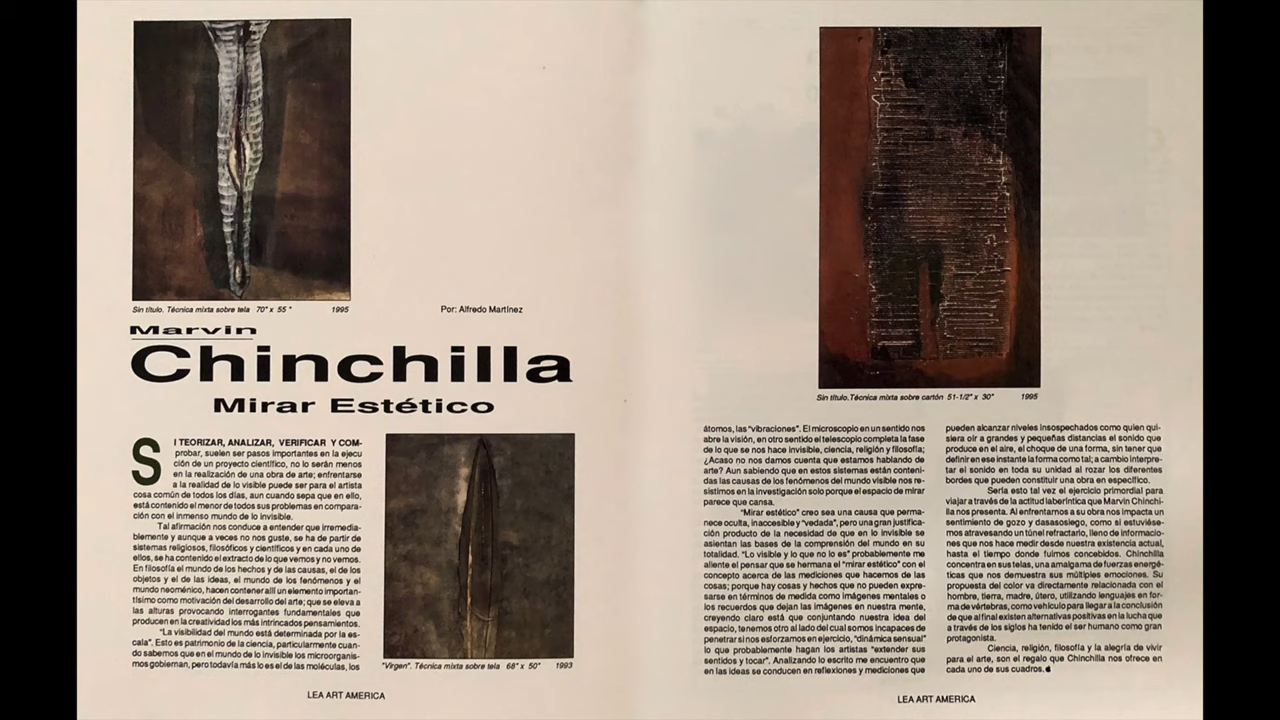 Sin título. Técnica mixta sobre tela 70" x 55 " 1995
Por: Alfredo Martínez
Marvin
Chinchilla
Mirar Estético
SI TEORIZAR, ANALIZAR, VERIFICAR Y COM-
probar, suelen ser pasos importantes en la ejecu
ción de un proyecto científico, no lo serán menos
en la realización de una obra de arte; enfrentarse
a la realidad de lo visible puede ser para el artista
cosa común de todos los días, aun cuando sepa que en ello,
está contenido el menor de todos sus problemas en compara-
ción con el inmenso mundo de lo invisible.
Tal afirmación nos conduce a entender que irremedia-
blemente y aunque a veces no nos guste, se ha de partir de
sistemas religiosos, filosóficos y científicos y en cada uno de
ellos, se ha contenido el extracto de lo que vemos y no vemos.
En filosofía el mundo de los hechos y de las causas, el de los
objetos y el de las ideas, el mundo de los fenómenos y el
mundo neoménico, hacen contener allí un elemento importan-
tísimo como motivación del desarrollo del arte; que se eleva a
las alturas provocando interrogantes fundamentales que
producen en la creatividad los más intrincados pensamientos.
"La visibilidad del mundo está determinada por la es-
cala". Esto es patrimonio de la ciencia, particularmente cuan-
do sabemos que en el mundo de lo invisible los microorganis-
mos gobiernan, pero todavía más lo es el de las moléculas, los
"Virgen". Técnica mixta sobre tela 68" x 50" 1993
LEA ART AMERICA
Sin título.Técnica mixta sobre cartón 51-1/2" x 30" 1995
átomos, las "vibraciones". El microscopio en un sentido nos
abre la visión, en otro sentido el telescopio completa la fase
de lo que se nos hace invisible, ciencia, religión y filosofía;
¿Acaso no nos damos cuenta que estamos hablando de
arte? Aun sabiendo que en estos sistemas están conteni-
das las causas de los fenómenos del mundo visible nos re-
sistimos en la investigación solo porque el espacio de mirar
parece que cansa.
"Mirar estético" creo sea una causa que perma-
nece oculta, inaccesible y "vedada", pero una gran justifica-
ción producto de la necesidad de que en lo invisible se
asientan las bases de la comprensión del mundo en su
totalidad. "Lo visible y lo que no lo es" probablemente me
aliente el pensar que se hermana el "mirar estético" con el
concepto acerca de las mediciones que hacemos de las
cosas; porque hay cosas y hechos que no pueden expre-
sarse en términos de medida como imágenes mentales o
los recuerdos que dejan las imágenes en nuestra mente,
creyendo claro está que conjuntando nuestra idea del
espacio, tenemos otro al lado del cual somos incapaces de
penetrar si nos esforzamos en ejercicio, "dinámica sensual"
lo que probablemente hagan los artistas "extender sus
sentidos y tocar". Analizando lo escrito me encuentro que
en las ideas se conducen en reflexiones y mediciones que
pueden alcanzar niveles insospechados como quien qui-
siera oir a grandes y pequeñas distancias el sonido que
produce en el aire, el choque de una forma, sin tener que
definir en ese instante la forma como tal; a cambio interpre-
tar el sonido en toda su unidad al rozar los diferentes
bordes que pueden constituir una obra en específico.
Sería esto tal vez el ejercicio primordial para
viajar a través de la actitud laberíntica que Marvin Chinchi-
lla nos presenta. Al enfrentarnos a su obra nos impacta un
sentimiento de gozo y dasasosiego, como si estuviése-
mos atravesando un túnel refractario, lleno de informacio-
nes que nos hace medir desde nuestra existencia actual,
hasta el tiempo donde fuimos concebidos. Chinchilla
concentra en sus telas, una amalgama de fuerzas energé-
ticas que nos demuestra sus múltiples emociones. Su
propuesta del color va directamente relacionada con el
hombre, tierra, madre, útero, utilizando lenguajes en for-
ma de vértebras, como vehículo para llegar a la conclusión
de que al final existen alternativas positivas en la lucha que
a través de los siglos ha tenido el ser humano como gran
protagonista.
Ciencia, religión, filosofía y la alegría de vivir
para el arte, son el regalo que Chinchilla nos ofrece en
cada uno de sus cuadros.
LEA ART AMERICA